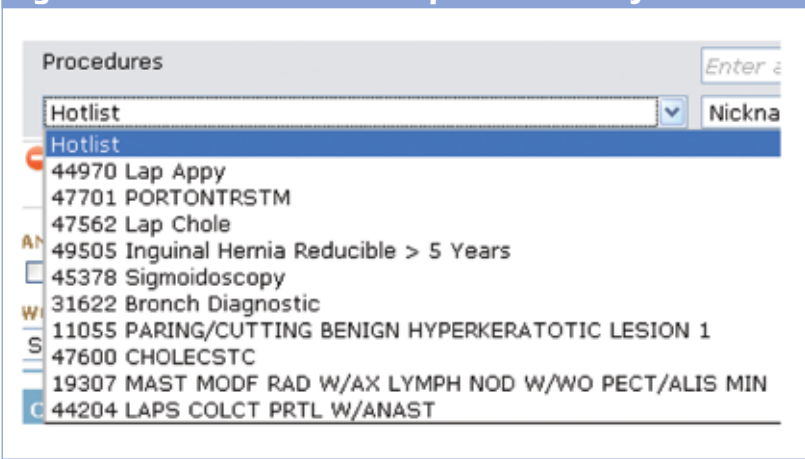 Procedures
Enter
Hotlist
Nickna
Hotlist
44970 Lap Appy
47701 PORTONTRSTM
47562 Lap Chole
49505 Inguinal Hernia Reducible > 5 Years
45378 Sigmoidoscopy
31622 Bronch Diagnostic
11055 PARING/CUTTING BENIGN HYPERKERATOTIC LESION 1
47600 CHOLECSTC
19307 MAST MODF RAD W/AX LYMPH NOD W/WO PECT/ALIS MIN
44204 LAPS COLCT PRTL W/ANAST